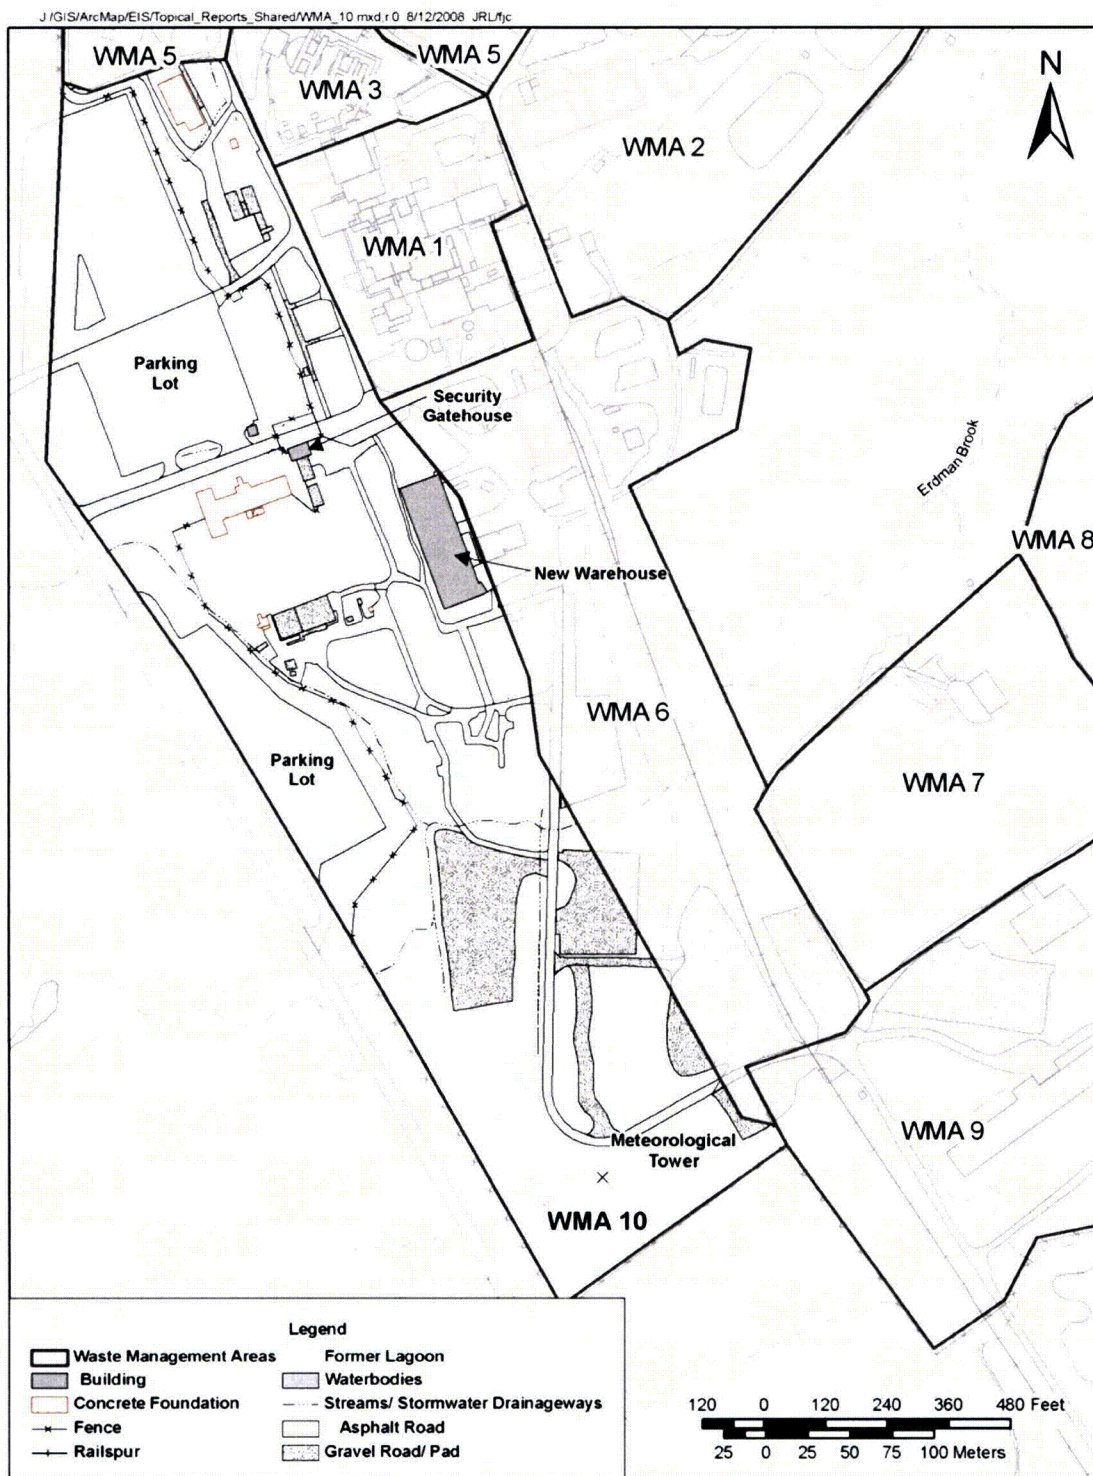 J:/GIS/ArcMap/EIS/Topical_Reports_Shared/WMA_10 mxd,r.0 8/12/2008 JRL/fjc
WMA 5
WMA 5
WMA 3
N
WMA 2
WMA 1
Parking
Lot
Security
Gatehouse
Erdman Brook
WMA 8
New Warehouse
WMA 6
Parking
Lot
WMA 7
WMA 9
Meteorological
Tower
WMA 10
Legend
Waste Management Areas
Former Lagoon
Building
Waterbodies
Concrete Foundation
Streams/ Stormwater Drainageways
Fence
Asphalt Road
Railspur
Gravel Road/ Pad
120 0 120 240 360 480 Feet
25 0 25 50 75 100 Meters